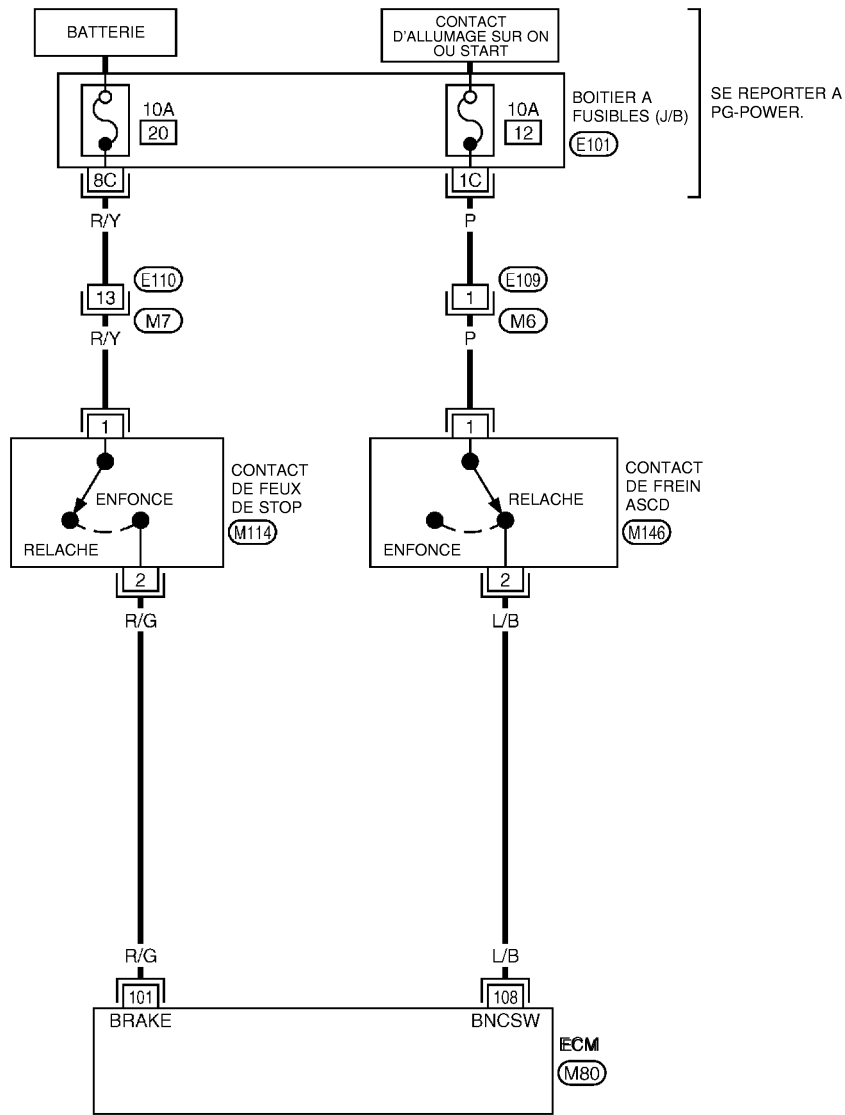 BATTERIE
CONTACT
D'ALLUMAGE SUR ON
OU START
10A
20
10A
12
BOITIER A
FUSIBLES (J/B)
E101
SE REPORTER A
PG-POWER.
8C
1C
R/Y
P
13
E110
M7
1
E109
M6
R/Y
P
1
ENFONCE
RELACHE
CONTACT
DE FEUX
DE STOP
M114
2
1
RELACHE
ENFONCE
CONTACT
DE FREIN
ASCD
M146
2
R/G
L/B
R/G
L/B
101
108
BRAKE
BNCSW
ECM
M80